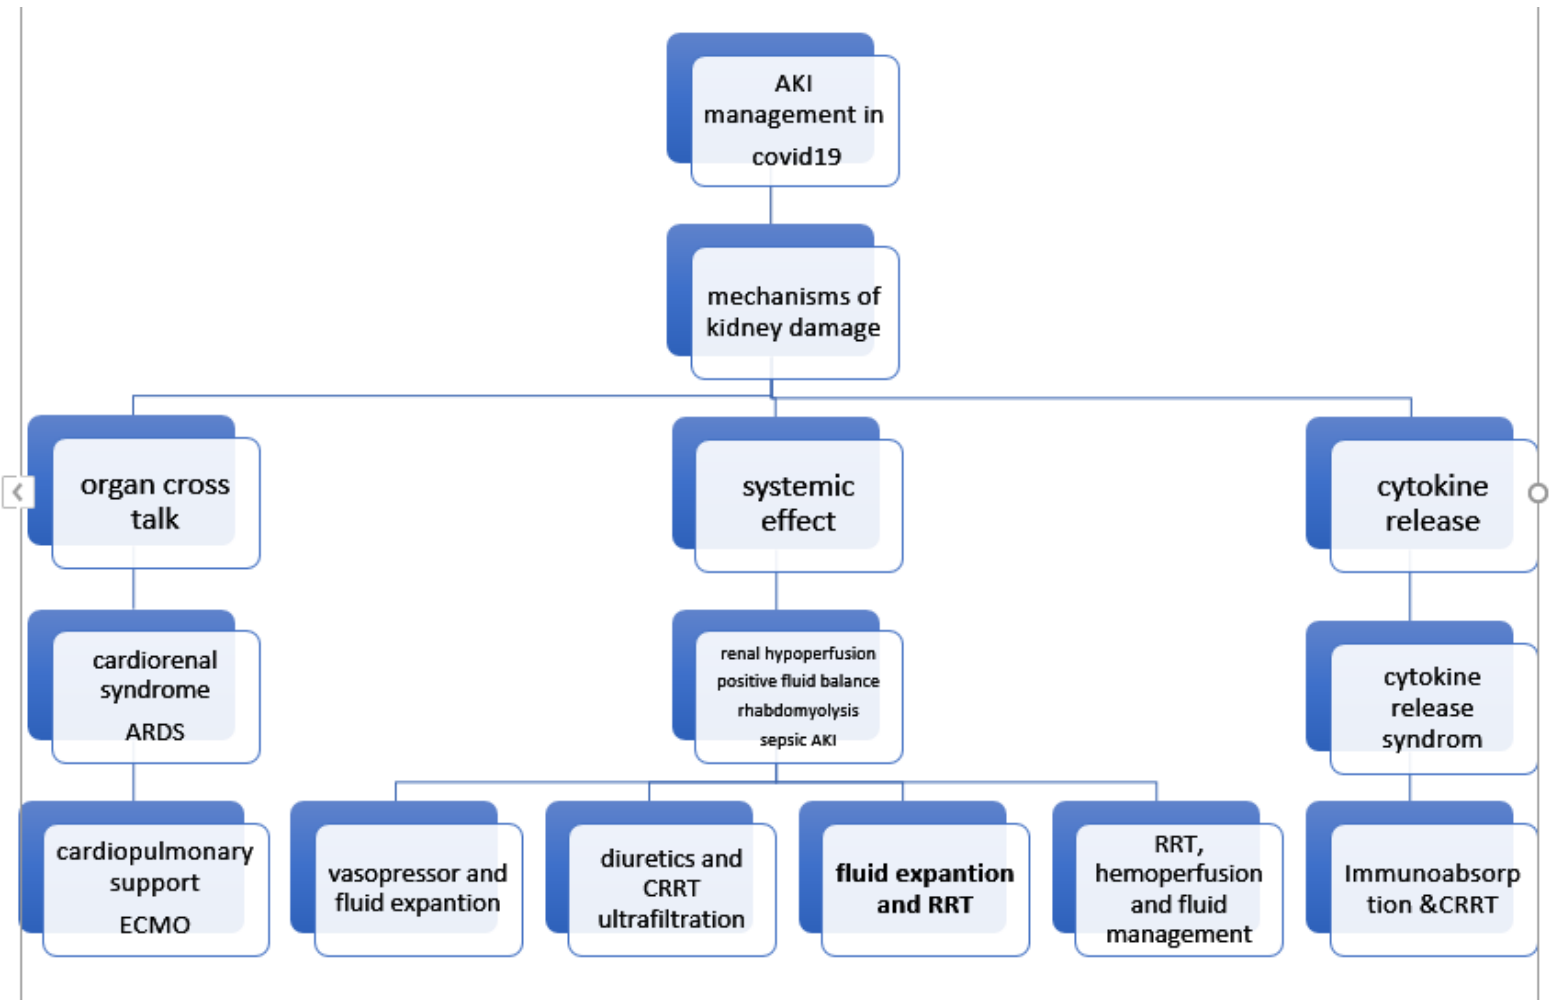 AKI
management in
covid19
mechanisms of
kidney damage
organ cross
talk
systemic
effect
cytokine
release
cardiorenal
syndrome
ARDS
renal hypoperfusion
positive fluid balance
rhabdomyolysis
sepsic AKI
cytokine
release
syndrom
cardiopulmonary
support
ECMO
vasopressor and
fluid expantion
diuretics and
CRRT
ultrafiltration
fluid expantion
and RRT
RRT,
hemoperfusion
and fluid
management
Immunoabsorp
tion &CRRT